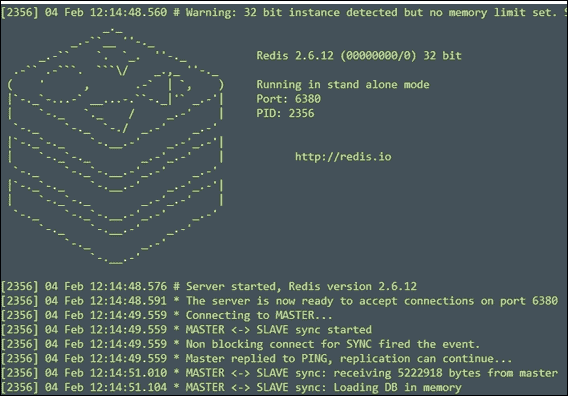 [2356] 04 Feb 12:14:48.560 # Warning: 32 bit instance detected but no memory limit set.
Redis 2.6.12 (00000000/0) 32 bit
Running in stand alone mode
Port: 6380
PID: 2356
http://redis.io
[2356] 04 Feb 12:14:48.576 # Server started, Redis version 2.6.12
[2356] 04 Feb 12:14:48.591 * The server is now ready to accept connections on port 6380
[2356] 04 Feb 12:14:49.559 * Connecting to MASTER...
[2356] 04 Feb 12:14:49.559 * MASTER <-> SLAVE sync started
[2356] 04 Feb 12:14:49.559 * Non blocking connect for SYNC fired the event.
[2356] 04 Feb 12:14:49.559 * Master replied to PING, replication can continue...
[2356] 04 Feb 12:14:51.010 * MASTER <-> SLAVE sync: receiving 5222918 bytes from master
[2356] 04 Feb 12:14:51.104 * MASTER <-> SLAVE sync: Loading DB in memory